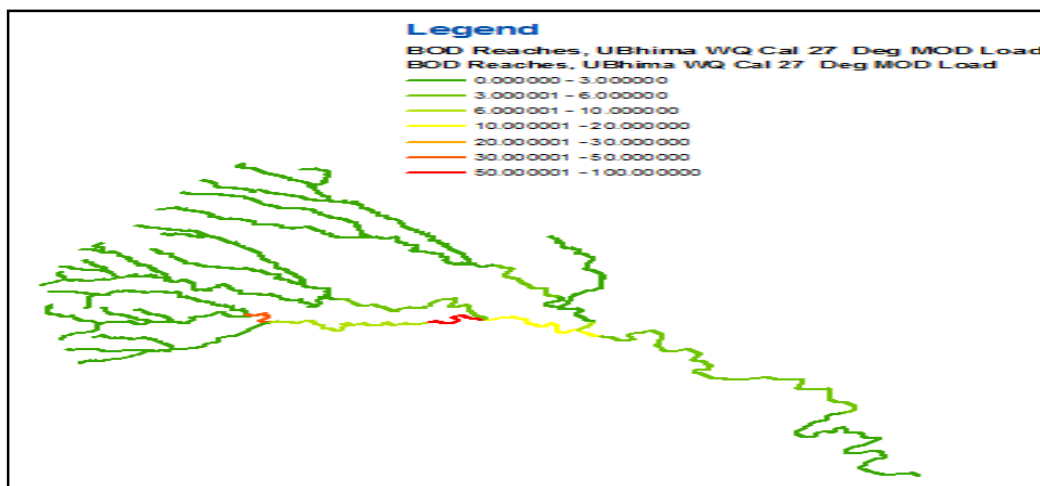 Legend
BOD Reaches, UBhima WQ Cal 27 Deg MOD Load
BOD Reaches, UBhima WQ Cal 27 Deg MOD Load
0.000000 - 3.000000
3.000001 - 6.000000
6.000001 - 10.000000
10.000001 - 20.000000
20.000001 - 30.000000
30.000001 - 50.000000
50.000001 - 100.000000